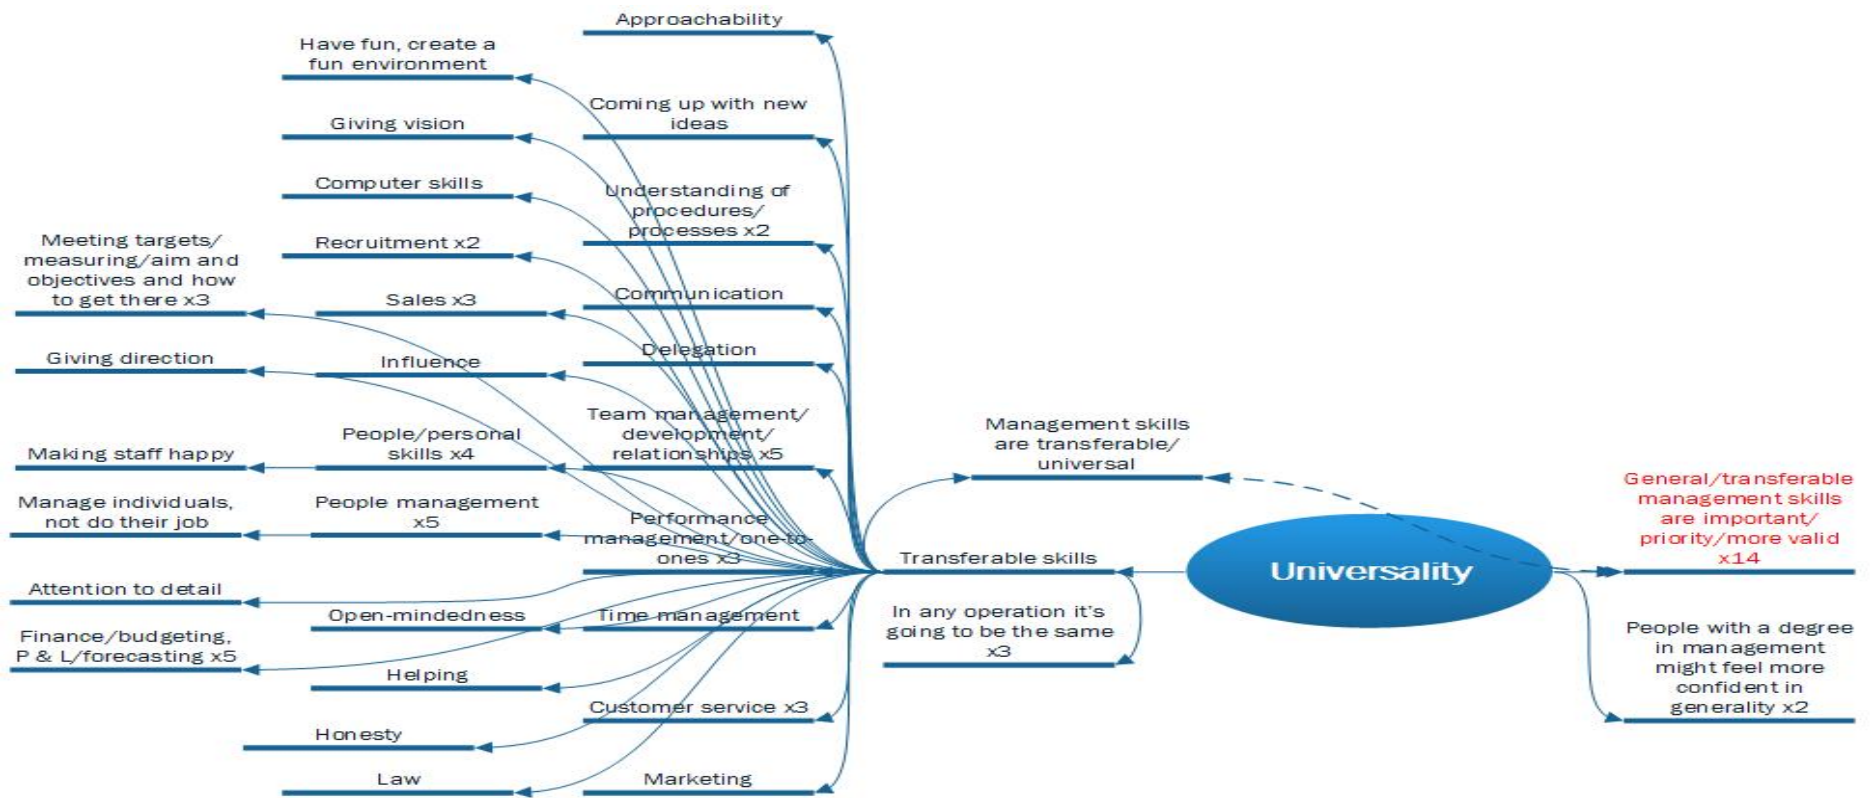 Approachability
Have fun, create a
fun environment
Coming up with new
ideas
Giving vision
Computer skills
Understanding of
procedures/
processes x2
Meeting targets/
measuring/aim and
objectives and how
to get there x3
Recruitment x2
Sales x3
Communication
Giving direction
Influence
Delegation
Team management/
development/
relationships x5
People/personal
skills x4
Making staff happy
Manage individuals,
not do their job
People management
x5
Performance
management/one-to-
ones x3
Attention to detail
Open-mindedness
Time management
Finance/budgeting,
P & L/forecasting x5
Helping
Customer service x3
Honesty
Law
Marketing
Management skills
are transferable/
universal
Transferable skills
In any operation it's
going to be the same
x3
Universality
General/transferable
management skills
are important/
priority/more valid
x14
People with a degree
in management
might feel more
confident in
generality x2